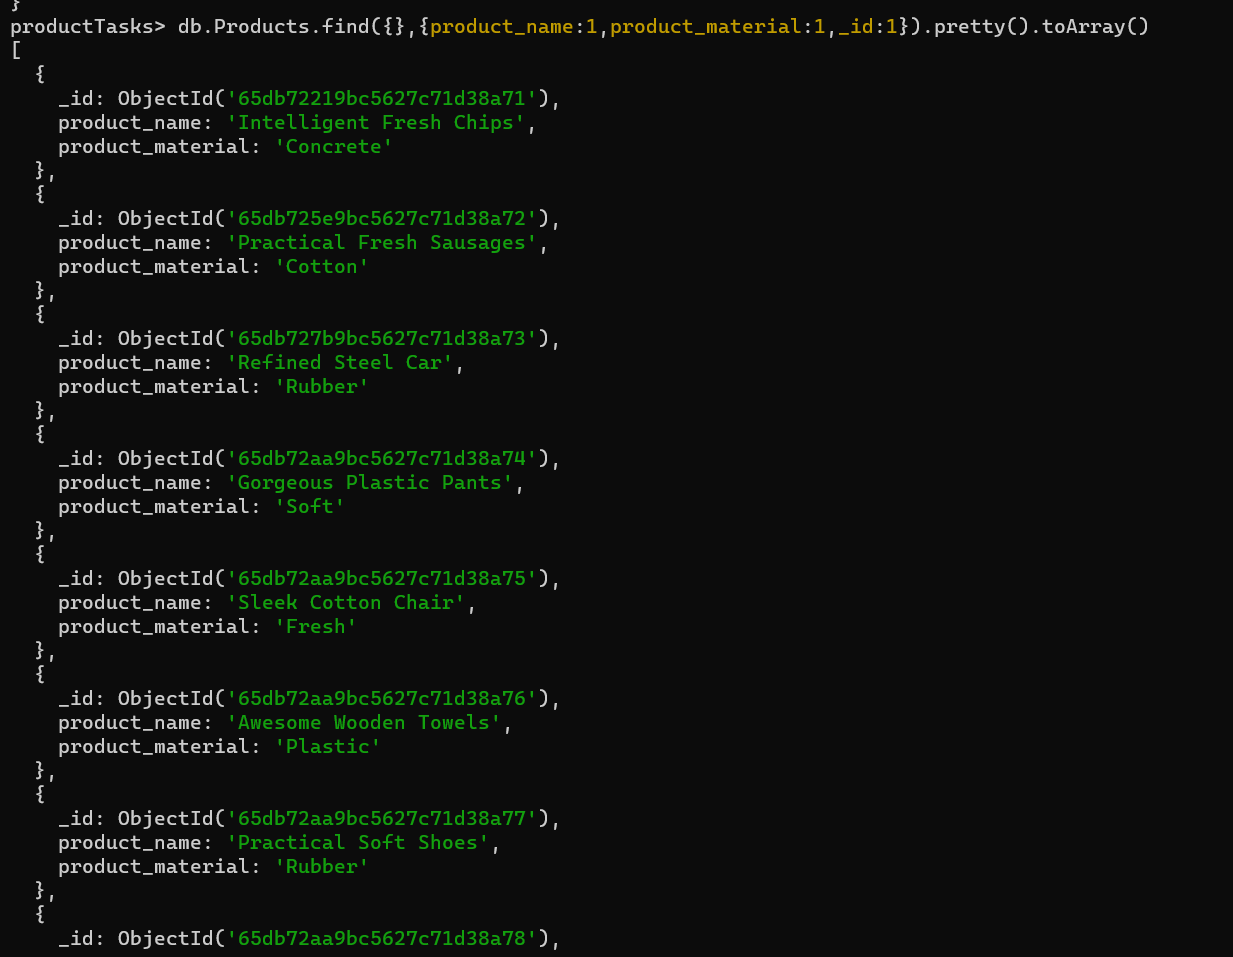 }
productTasks> db.Products.find({},{product_name:1,product_material:1,_id:1}).pretty().toArray()
[
  {
    _id: ObjectId('65db72219bc5627c71d38a71'),
    product_name: 'Intelligent Fresh Chips',
    product_material: 'Concrete'
  },
  {
    _id: ObjectId('65db725e9bc5627c71d38a72'),
    product_name: 'Practical Fresh Sausages',
    product_material: 'Cotton'
  },
  {
    _id: ObjectId('65db727b9bc5627c71d38a73'),
    product_name: 'Refined Steel Car',
    product_material: 'Rubber'
  },
  {
    _id: ObjectId('65db72aa9bc5627c71d38a74'),
    product_name: 'Gorgeous Plastic Pants',
    product_material: 'Soft'
  },
  {
    _id: ObjectId('65db72aa9bc5627c71d38a75'),
    product_name: 'Sleek Cotton Chair',
    product_material: 'Fresh'
  },
  {
    _id: ObjectId('65db72aa9bc5627c71d38a76'),
    product_name: 'Awesome Wooden Towels',
    product_material: 'Plastic'
  },
  {
    _id: ObjectId('65db72aa9bc5627c71d38a77'),
    product_name: 'Practical Soft Shoes',
    product_material: 'Rubber'
  },
  {
    _id: ObjectId('65db72aa9bc5627c71d38a78'),